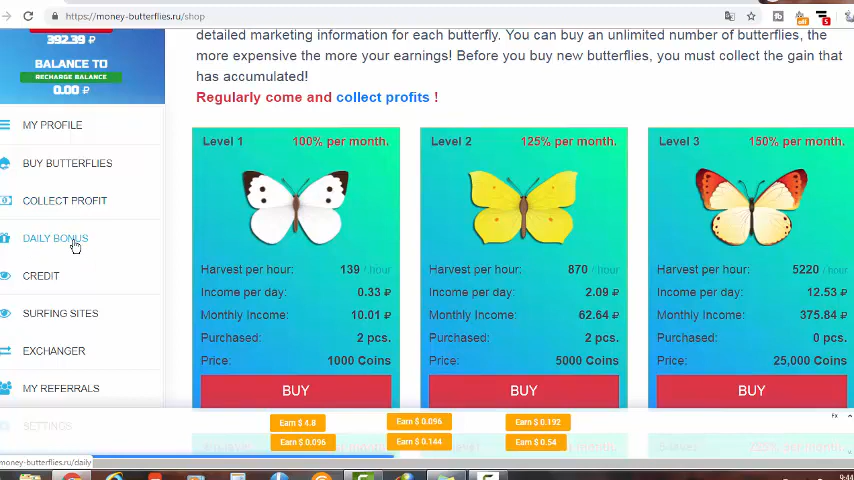 https://money-butterflies.ru/shop
detailed marketing information for each butterfly. You can buy an unlimited number of butterflies, the
more expensive the more your earnings! Before you buy new butterflies, you must collect the gain that
has accumulated!
Regularly come and collect profits !
392.39 ₽
BALANCE TO
RECHARGE BALANCE
0.00 ₽
MY PROFILE
BUY BUTTERFLIES
COLLECT PROFIT
DAILY BONUS
CREDIT
SURFING SITES
EXCHANGER
MY REFERRALS
SETTINGS
Level 1 100% per month.
Harvest per hour: 139 / hour
Income per day: 0.33 ₽
Monthly Income: 10.01 ₽
Purchased: 2 pcs.
Price: 1000 Coins
BUY
Level 2 125% per month.
Harvest per hour: 870 / hour
Income per day: 2.09 ₽
Monthly Income: 62.64 ₽
Purchased: 2 pcs.
Price: 5000 Coins
BUY
Level 3 150% per month.
Harvest per hour: 5220 / hour
Income per day: 12.53 ₽
Monthly Income: 375.84 ₽
Purchased: 0 pcs.
Price: 25,000 Coins
BUY
Earn $ 4.8
Earn $ 0.096
Earn $ 0.192
Earn $ 0.096
Earn $ 0.144
Earn $ 0.54
money-butterflies.ru/daily
9:44